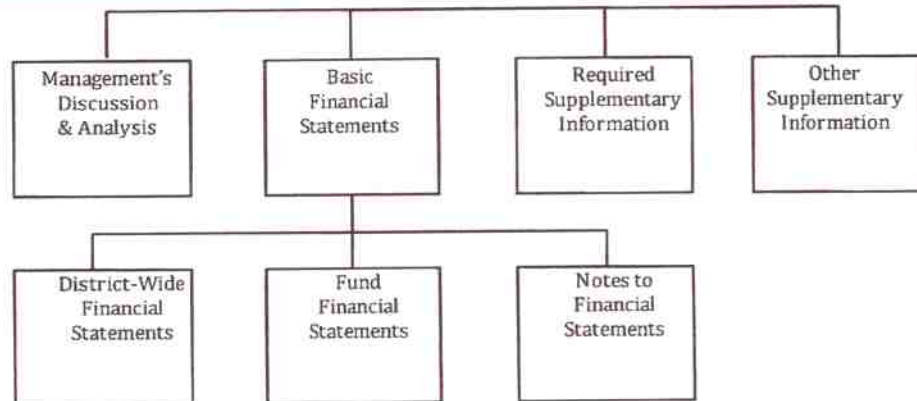 Management's
Discussion
& Analysis
Basic
Financial
Statements
Required
Supplementary
Information
Other
Supplementary
Information
District-Wide
Financial
Statements
Fund
Financial
Statements
Notes to
Financial
Statements